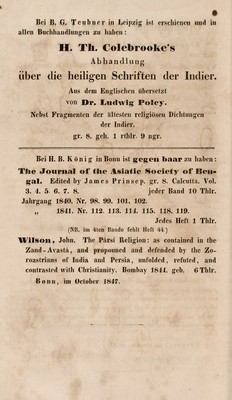 Bei B. G. Teubner in Leipzig ist erschienen und in
allen Buchhandlungen zu haben:
H. Th. Colebrooke's
Abhandlung
über die heiligen Schriften der Indier.
Aus dem Englischen übersetzt
von Dr. Ludwig Poley.
Nebst Fragmenten der ältesten religiösen Dichtungen
der Indier.
gr. 8. geh. 1 rthlr. 9 ngr.
Bei H. B. König in Bonn ist gegen baar zu haben:
The Journal of the Asiatic Society of Ben-
gal. Edited by James Prinsep. gr. 8. Calcutta. Vol.
3. 4. 5. 6. 7. 8. jeder Band 10 Thlr.
Jahrgang 1840. Nr. 98. 99. 101. 102.
„ 1841. Nr. 112. 113. 114. 115. 118. 119.
Jedes Heft 1 Thlr.
(NB. im 4ten Bande fehlt Heft 44.)
Wilson, John. The Pársi Religion: as contained in the
Zand-Avastá, and propouned and defended by the Zo-
roastrians of India and Persia, unfolded, refuted, and
contrasted with Christianity. Bombay 1844. geb. 6 Thlr.
Bonn, im October 1847.